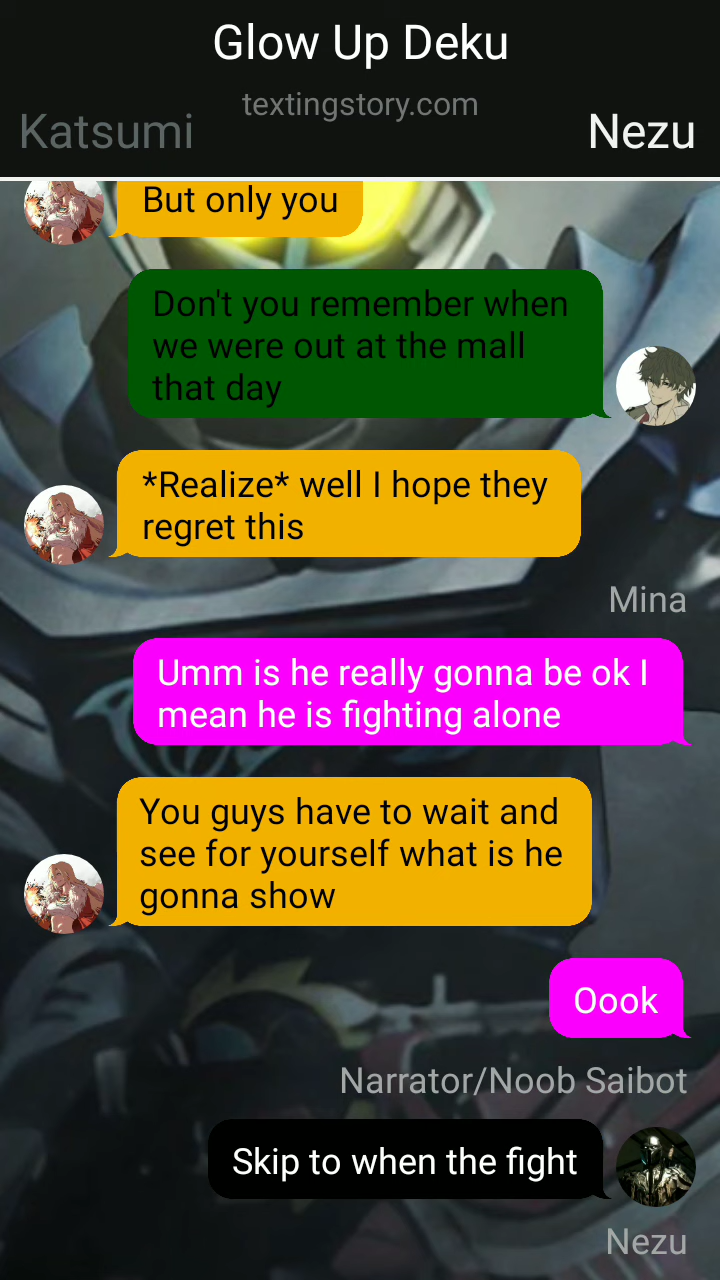 Glow Up Deku
textingstory.com
Katsumi
Nezu
But only you
Don't you remember when
we were out at the mall
that day
*Realize* well I hope they
regret this
Mina
Umm is he really gonna be ok I
mean he is fighting alone
You guys have to wait and
see for yourself what is he
gonna show
Oook
Narrator/Noob Saibot
Skip to when the fight
Nezu